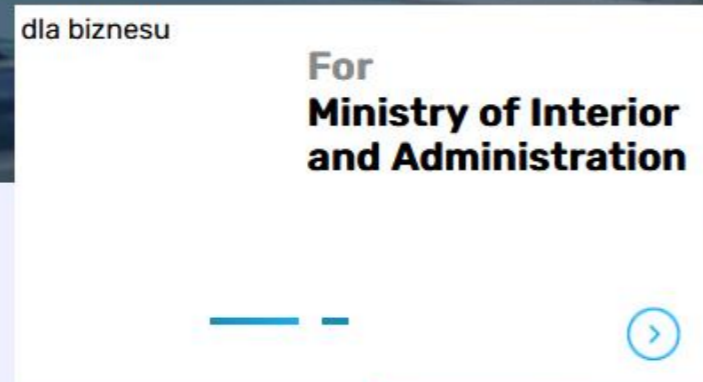 dla biznesu
For
Ministry of Interior
and Administration